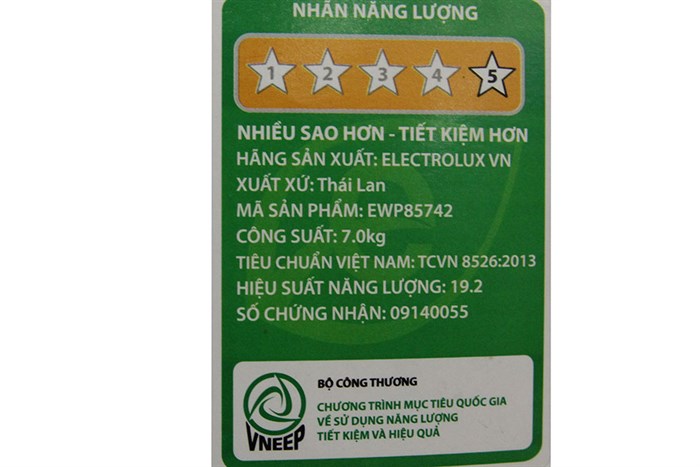 NHÃN NĂNG LƯỢNG
1 2 3 4 5
NHIỀU SAO HƠN - TIẾT KIỆM HƠN
HÃNG SẢN XUẤT: ELECTROLUX VN
XUẤT XỨ: Thái Lan
MÃ SẢN PHẨM: EWP85742
CÔNG SUẤT: 7.0kg
TIÊU CHUẨN VIỆT NAM: TCVN 8526:2013
HIỆU SUẤT NĂNG LƯỢNG: 19.2
SỐ CHỨNG NHẬN: 09140055
BỘ CÔNG THƯƠNG
CHƯƠNG TRÌNH MỤC TIÊU QUỐC GIA
VỀ SỬ DỤNG NĂNG LƯỢNG
TIẾT KIỆM VÀ HIỆU QUẢ
VNEEP